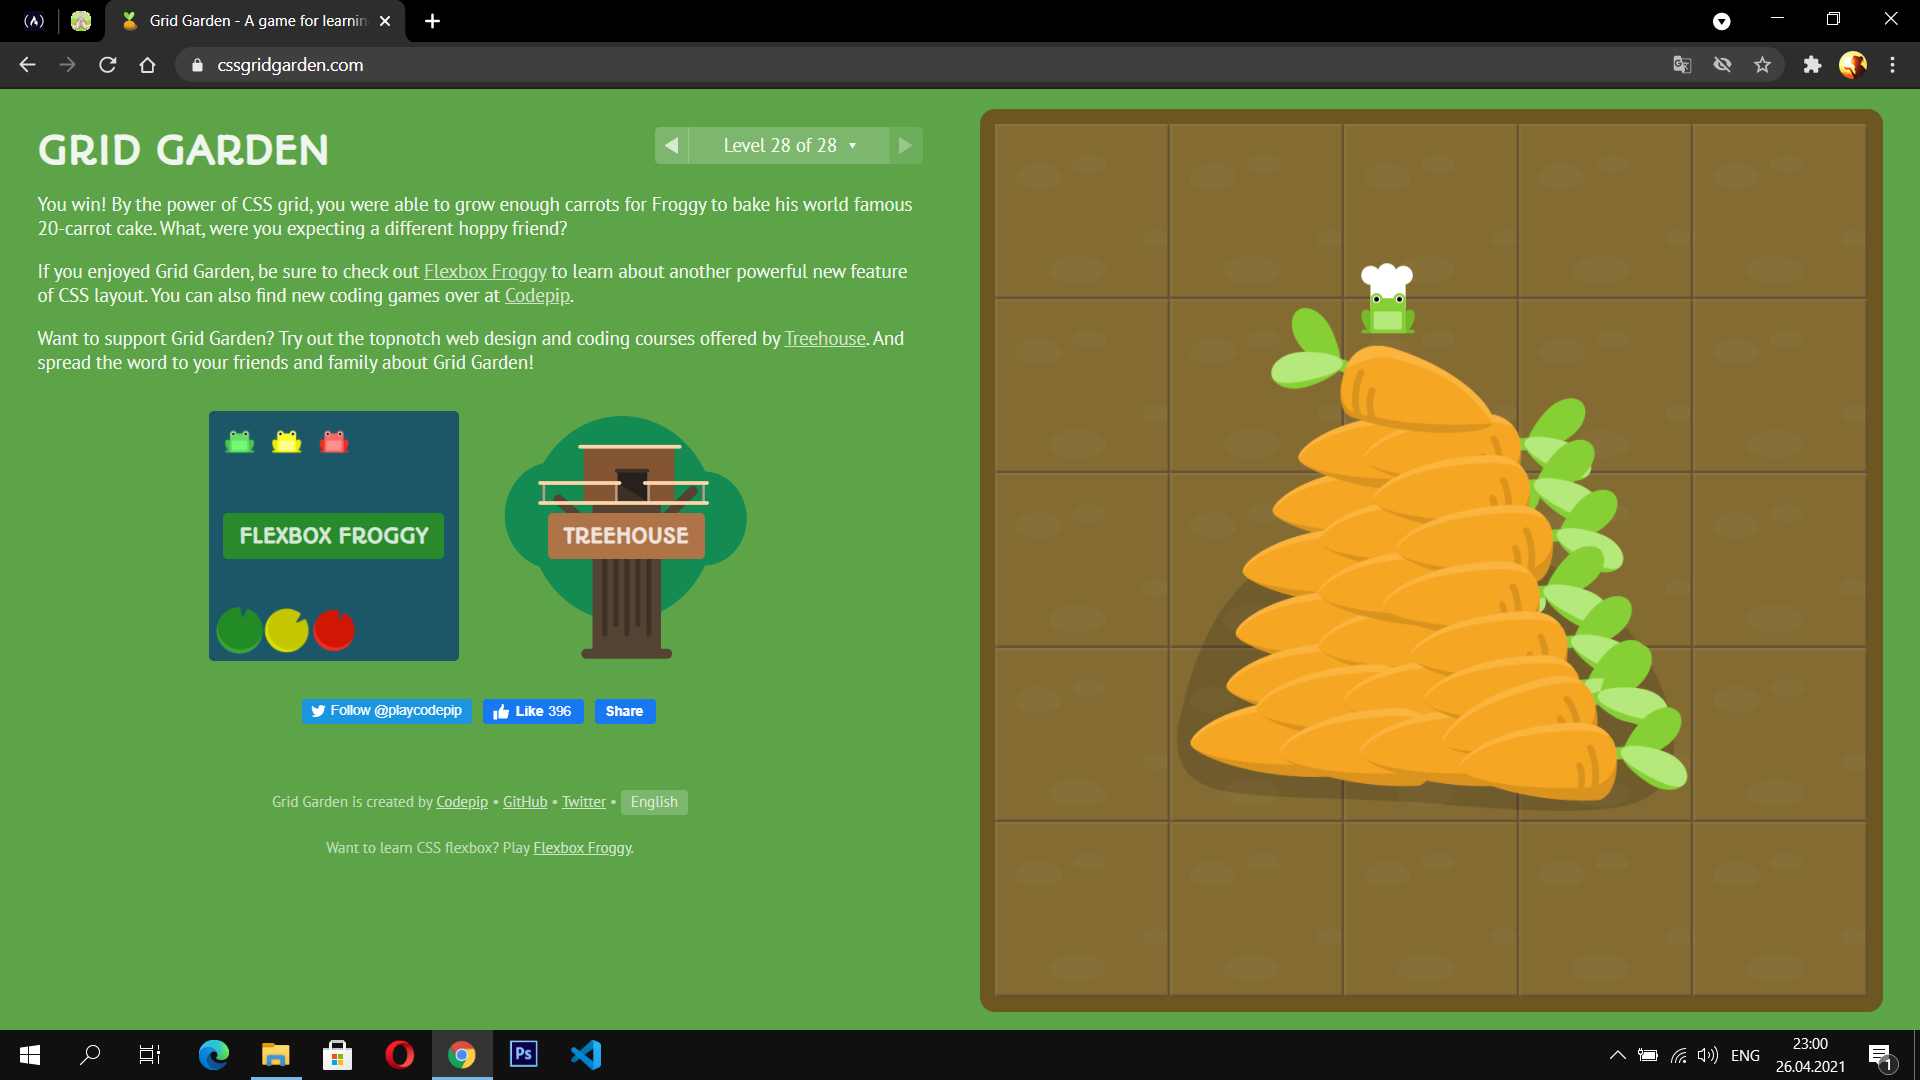 Grid Garden - A game for learnin
cssgridgarden.com
GRID GARDEN
Level 28 of 28
You win! By the power of CSS grid, you were able to grow enough carrots for Froggy to bake his world famous
20-carrot cake. What, were you expecting a different hoppy friend?
If you enjoyed Grid Garden, be sure to check out Flexbox Froggy to learn about another powerful new feature
of CSS layout. You can also find new coding games over at Codepip.
Want to support Grid Garden? Try out the topnotch web design and coding courses offered by Treehouse. And
spread the word to your friends and family about Grid Garden!
FLEXBOX FROGGY
TREEHOUSE
Follow @playcodepip
Like 396
Share
Grid Garden is created by Codepip • GitHub • Twitter • English
Want to learn CSS flexbox? Play Flexbox Froggy.
Ps
ENG
23:00
26.04.2021
1